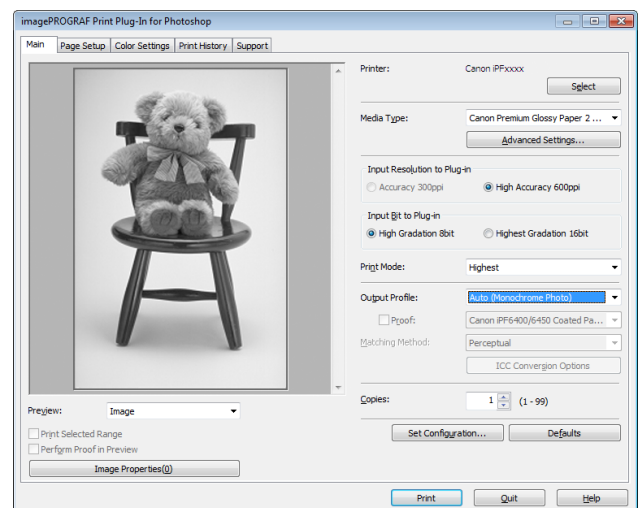 imagePROGRAF Print Plug-In for Photoshop
Main Page Setup Color Settings Print History Support
Printer: Canon iPFxxxx
Select
Media Type: Canon Premium Glossy Paper 2 ...
Advanced Settings...
Input Resolution to Plug-in
Accuracy 300ppi High Accuracy 600ppi
Input Bit to Plug-in
High Gradation 8bit Highest Gradation 16bit
Print Mode: Highest
Output Profile: Auto (Monochrome Photo)
Proof: Canon iPF6400/6450 Coated Pa...
Matching Method: Perceptual
ICC Conversion Options
Copies: 1 (1 - 99)
Set Configuration... Defaults
Preview: Image
Print Selected Range
Perform Proof in Preview
Image Properties(0)
Print Quit Help